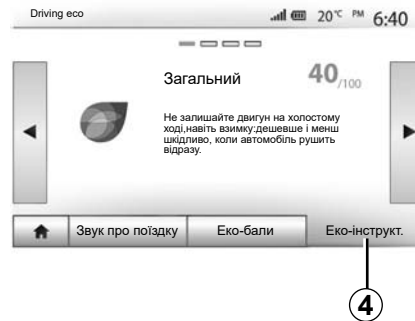 Driving eco 20°C PM 6:40
Загальний 40/100
Не залишайте двигун на холостому
ході,навіть взимку:дешевше і менш
шкідливо, коли автомобіль рушить
відразу.
Звук про поїздку Еко-бали Еко-інструкт.
4